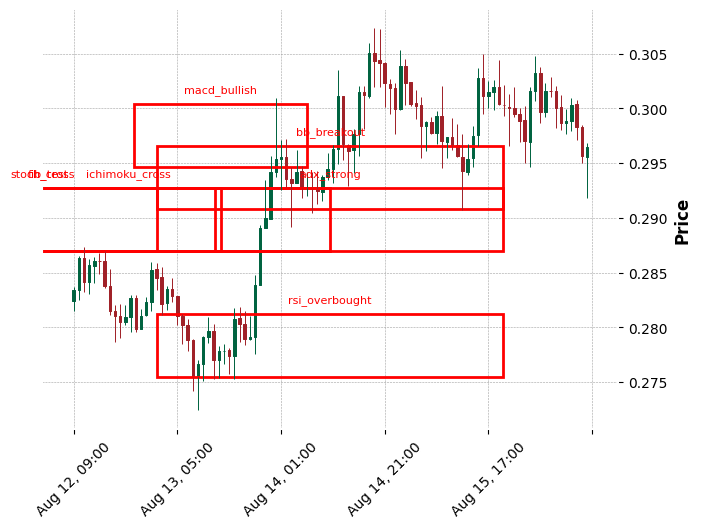 macd_bullish
bb_breakout
stoch_cross
fib_test
ichimoku_cross
adx_strong
rsi_overbought
0.305
0.300
0.295
0.290
0.285
0.280
0.275
Price
Aug 12, 09:00
Aug 13, 05:00
Aug 14, 01:00
Aug 14, 21:00
Aug 15, 17:00